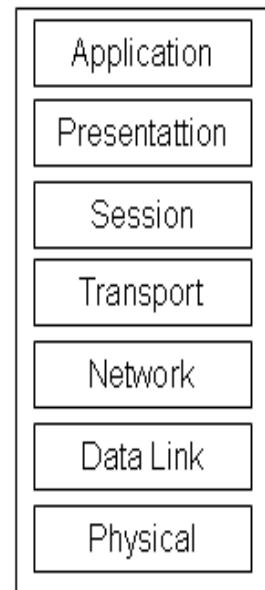 Application
Presentattion
Session
Transport
Network
Data Link
Physical